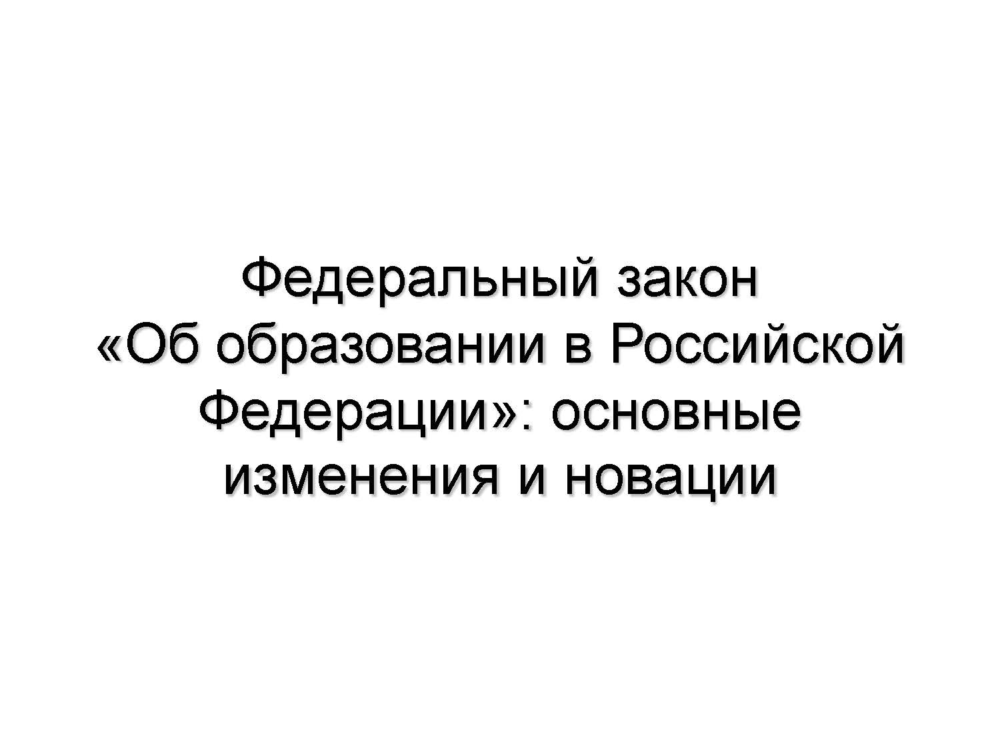 Федеральный закон
«Об образовании в Российской
Федерации»: основные
изменения и новации